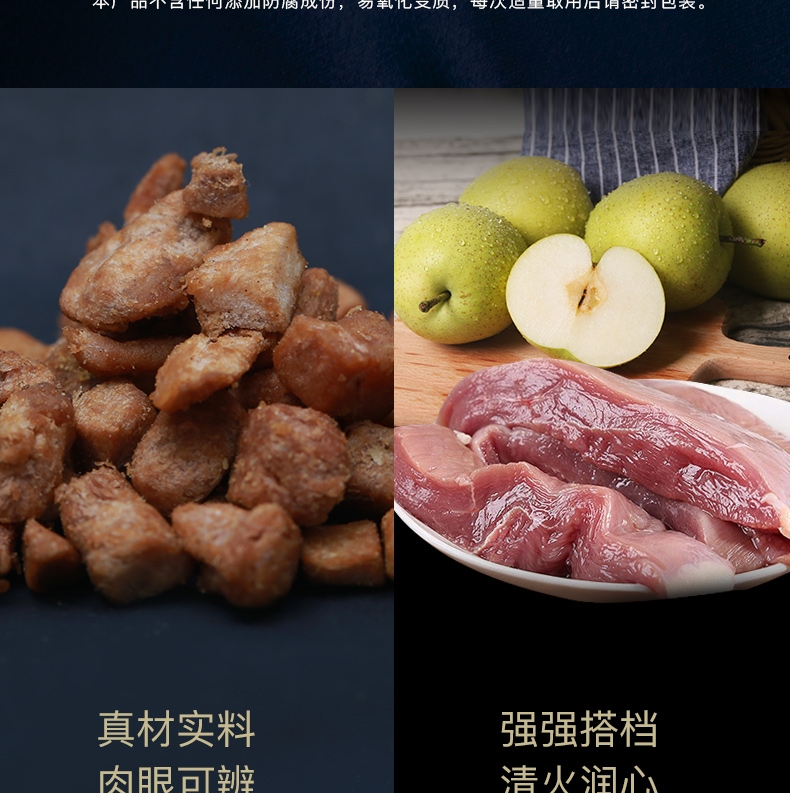 本产品不含任何添加防腐成份，易氧化变质，每次适量取用后请密封包装。
真材实料
肉眼可辨
强强搭档
清火润心